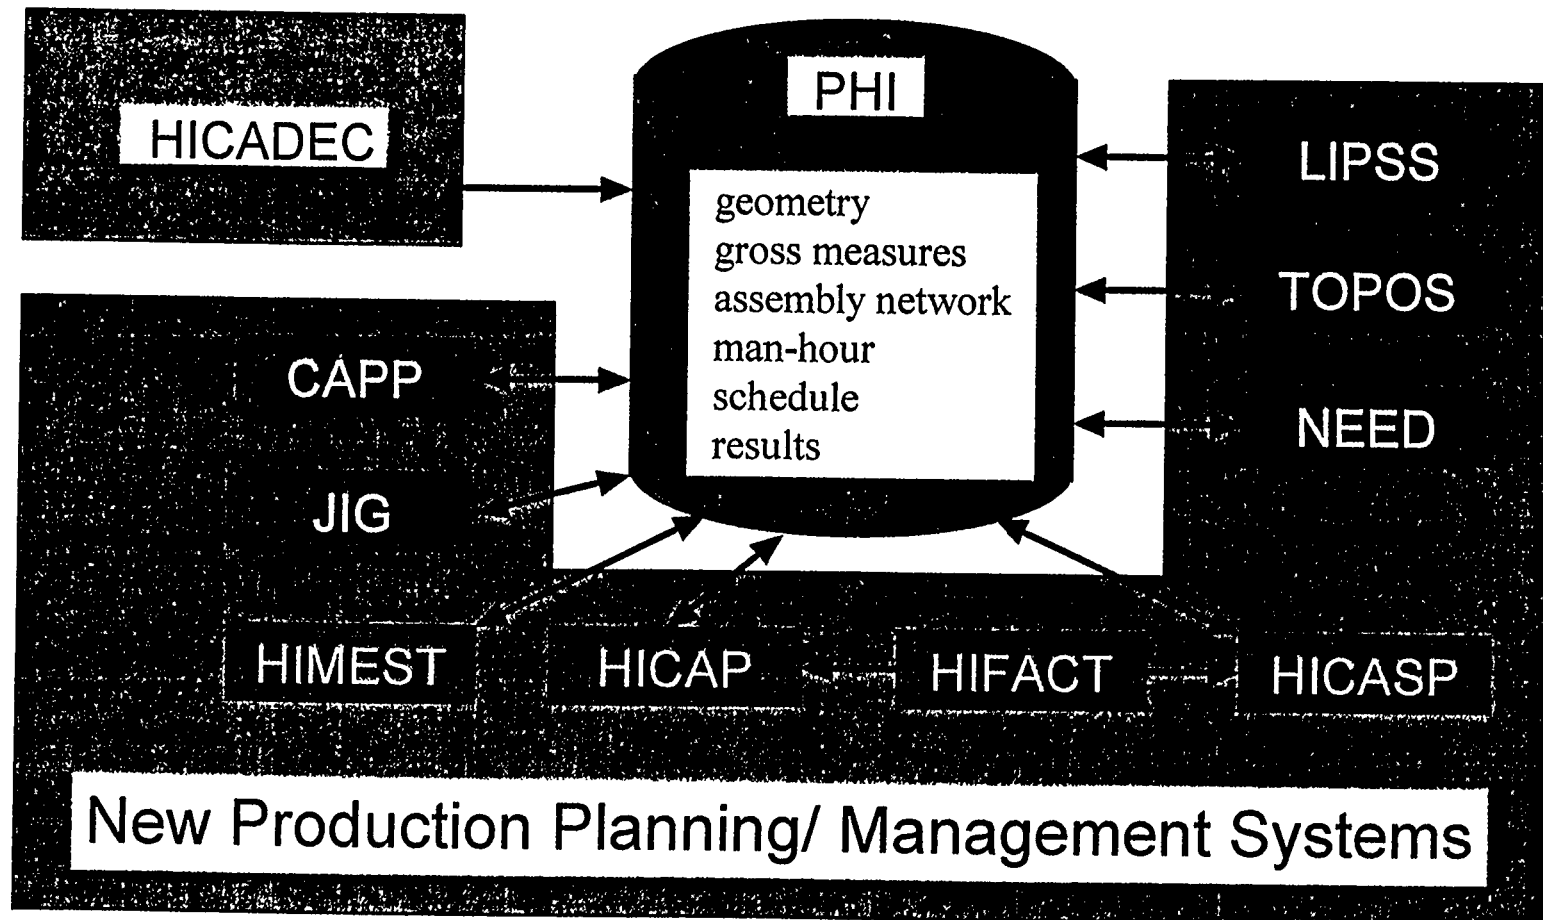 HICADEC
PHI
geometry
gross measures
assembly network
man-hour
schedule
results
LIPSS
TOPOS
NEED
CAPP
JIG
HIMEST
HICAP
HIFACT
HICASP
New Production Planning/ Management Systems